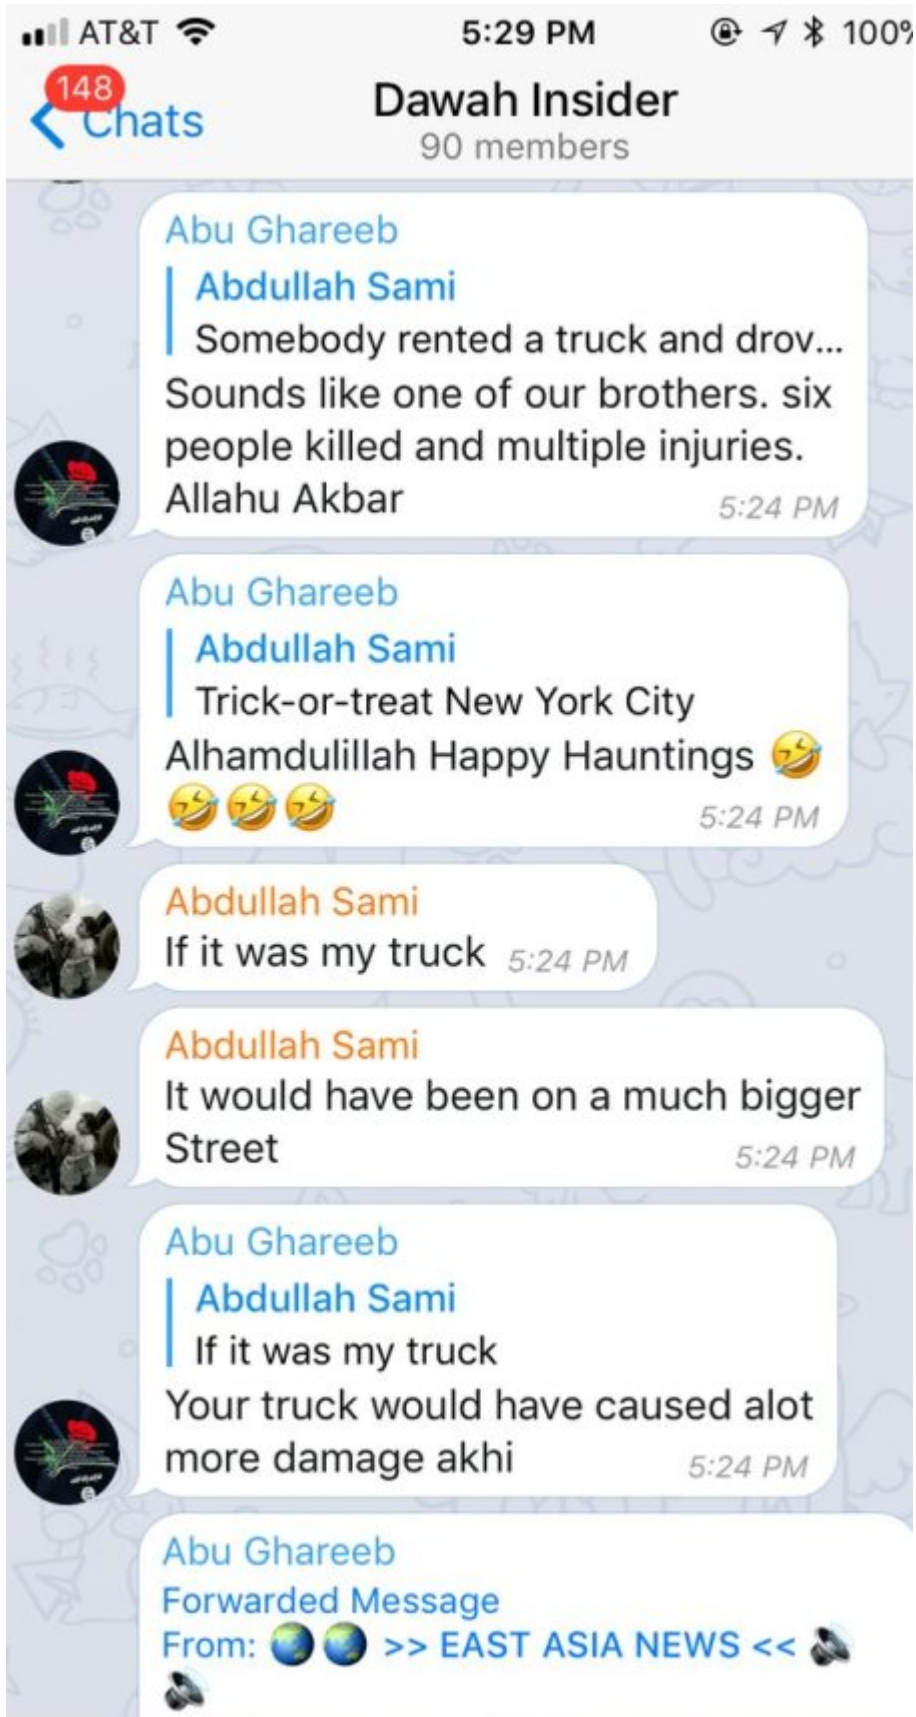 AT&T 5:29 PM 100%
148
Chats
Dawah Insider
90 members
Abu Ghareeb
Abdullah Sami
Somebody rented a truck and drov...
Sounds like one of our brothers. six
people killed and multiple injuries.
Allahu Akbar 5:24 PM
Abu Ghareeb
Abdullah Sami
Trick-or-treat New York City
Alhamdulillah Happy Hauntings 🤣
🤣🤣🤣 5:24 PM
Abdullah Sami
If it was my truck 5:24 PM
Abdullah Sami
It would have been on a much bigger
Street 5:24 PM
Abu Ghareeb
Abdullah Sami
If it was my truck
Your truck would have caused alot
more damage akhi 5:24 PM
Abu Ghareeb
Forwarded Message
From: 🌏🌏 >> EAST ASIA NEWS << 🔊
🔊